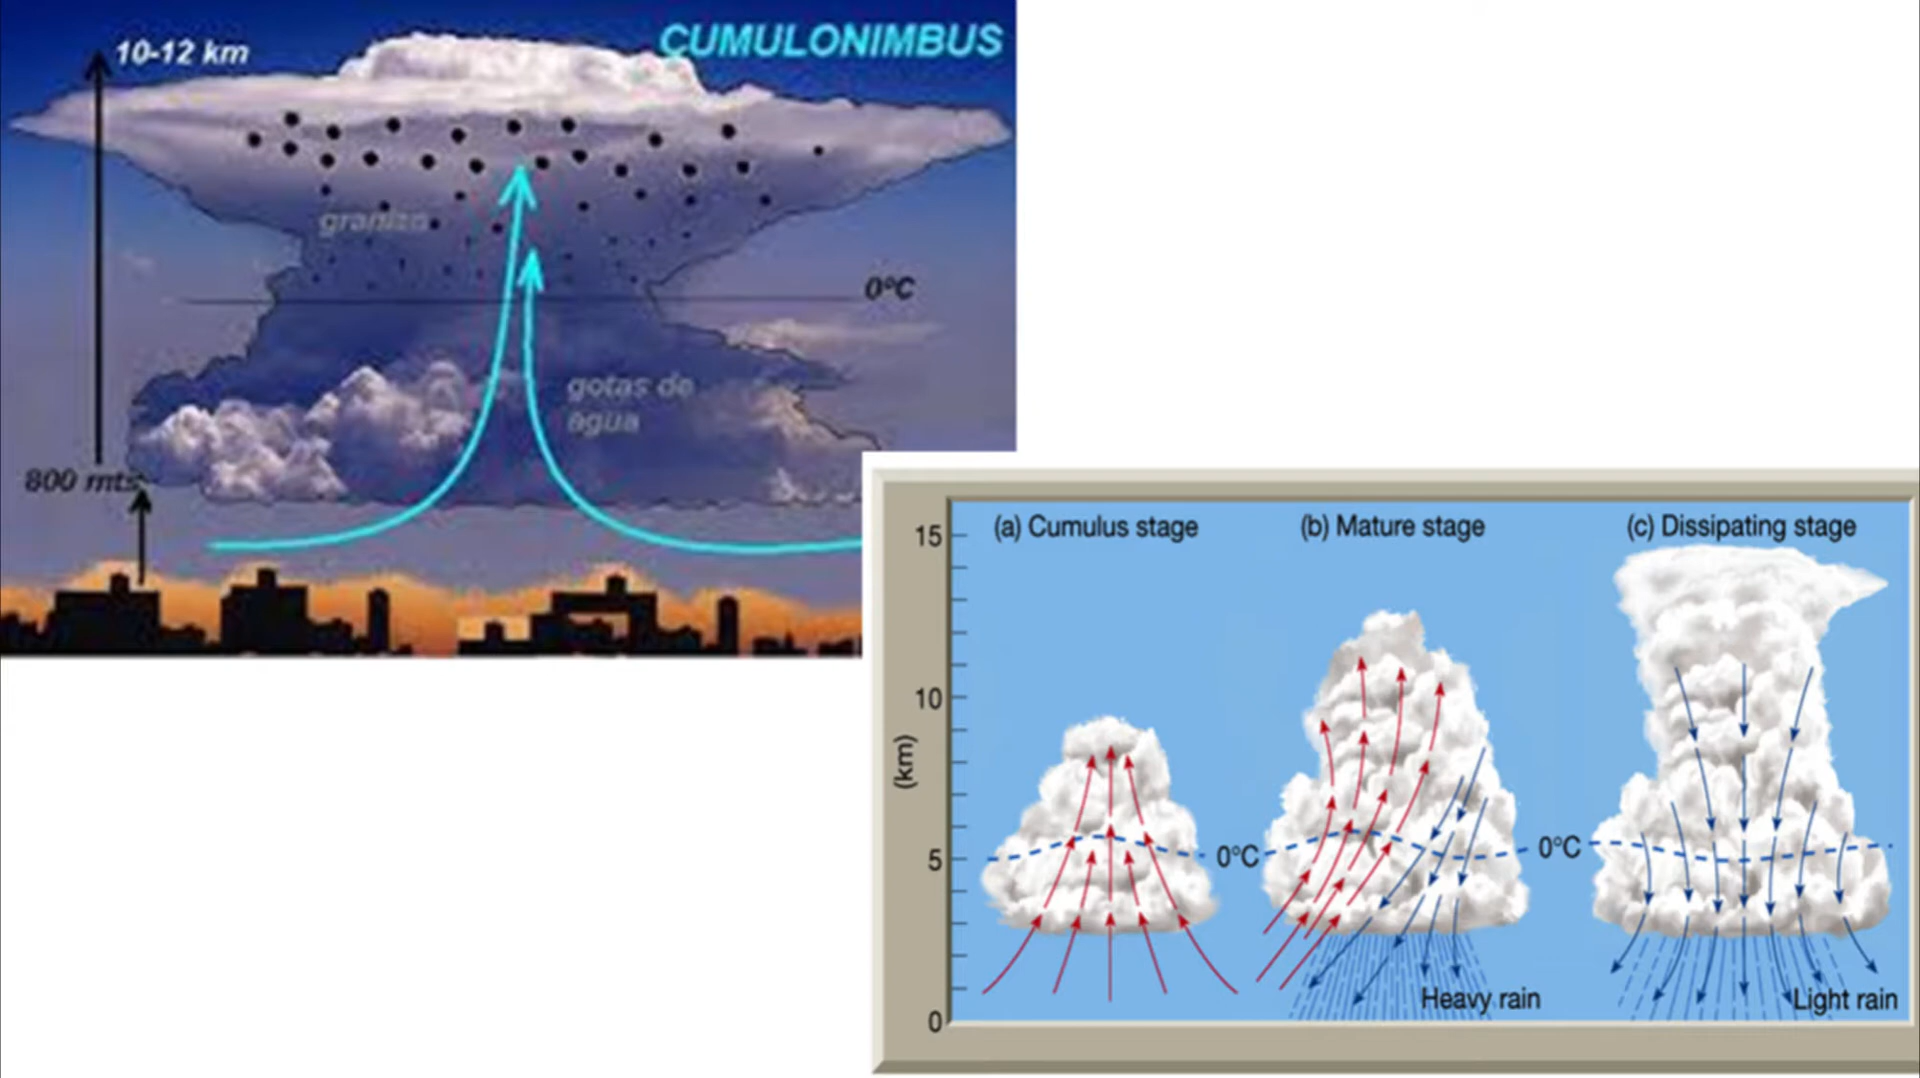 CUMULONIMBUS
10-12 km
granizo
0ºC
gotas de
agua
800 mts
(a) Cumulus stage
(b) Mature stage
(c) Dissipating stage
15
10
(km)
5
0
0°C
0°C
Heavy rain
Light rain